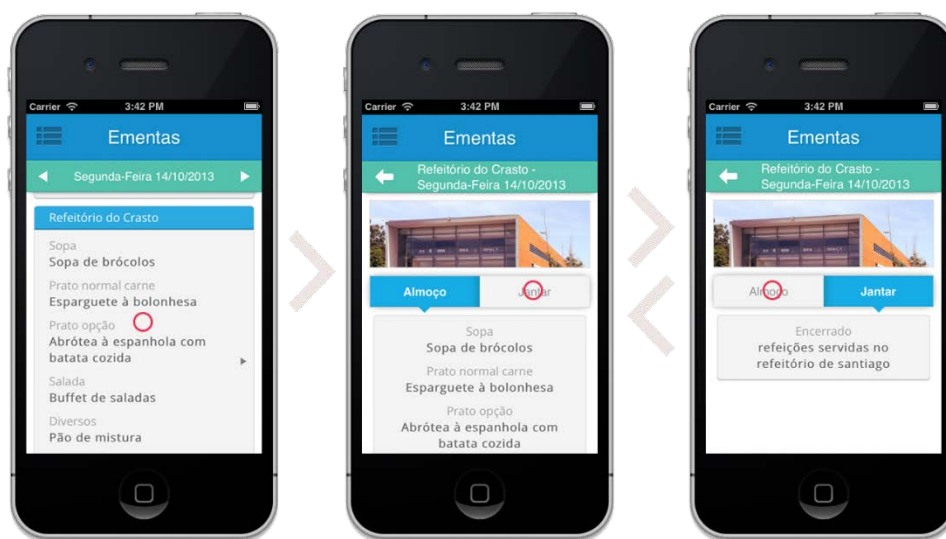 Carrier 3:42 PM
Ementas
Segunda-Feira 14/10/2013
Refeitório do Crasto
Sopa
Sopa de brócolos
Prato normal carne
Esparguete à bolonhesa
Prato opção
Abrótea à espanhola com
batata cozida
Salada
Buffet de saladas
Diversos
Pão de mistura
Carrier 3:42 PM
Ementas
Refeitório do Crasto -
Segunda-Feira 14/10/2013
Almoço Jantar
Sopa
Sopa de brócolos
Prato normal carne
Esparguete à bolonhesa
Prato opção
Abrótea à espanhola com
batata cozida
Carrier 3:42 PM
Ementas
Refeitório do Crasto -
Segunda-Feira 14/10/2013
Almoço Jantar
Encerrado
refeições servidas no
refeitório de santiago